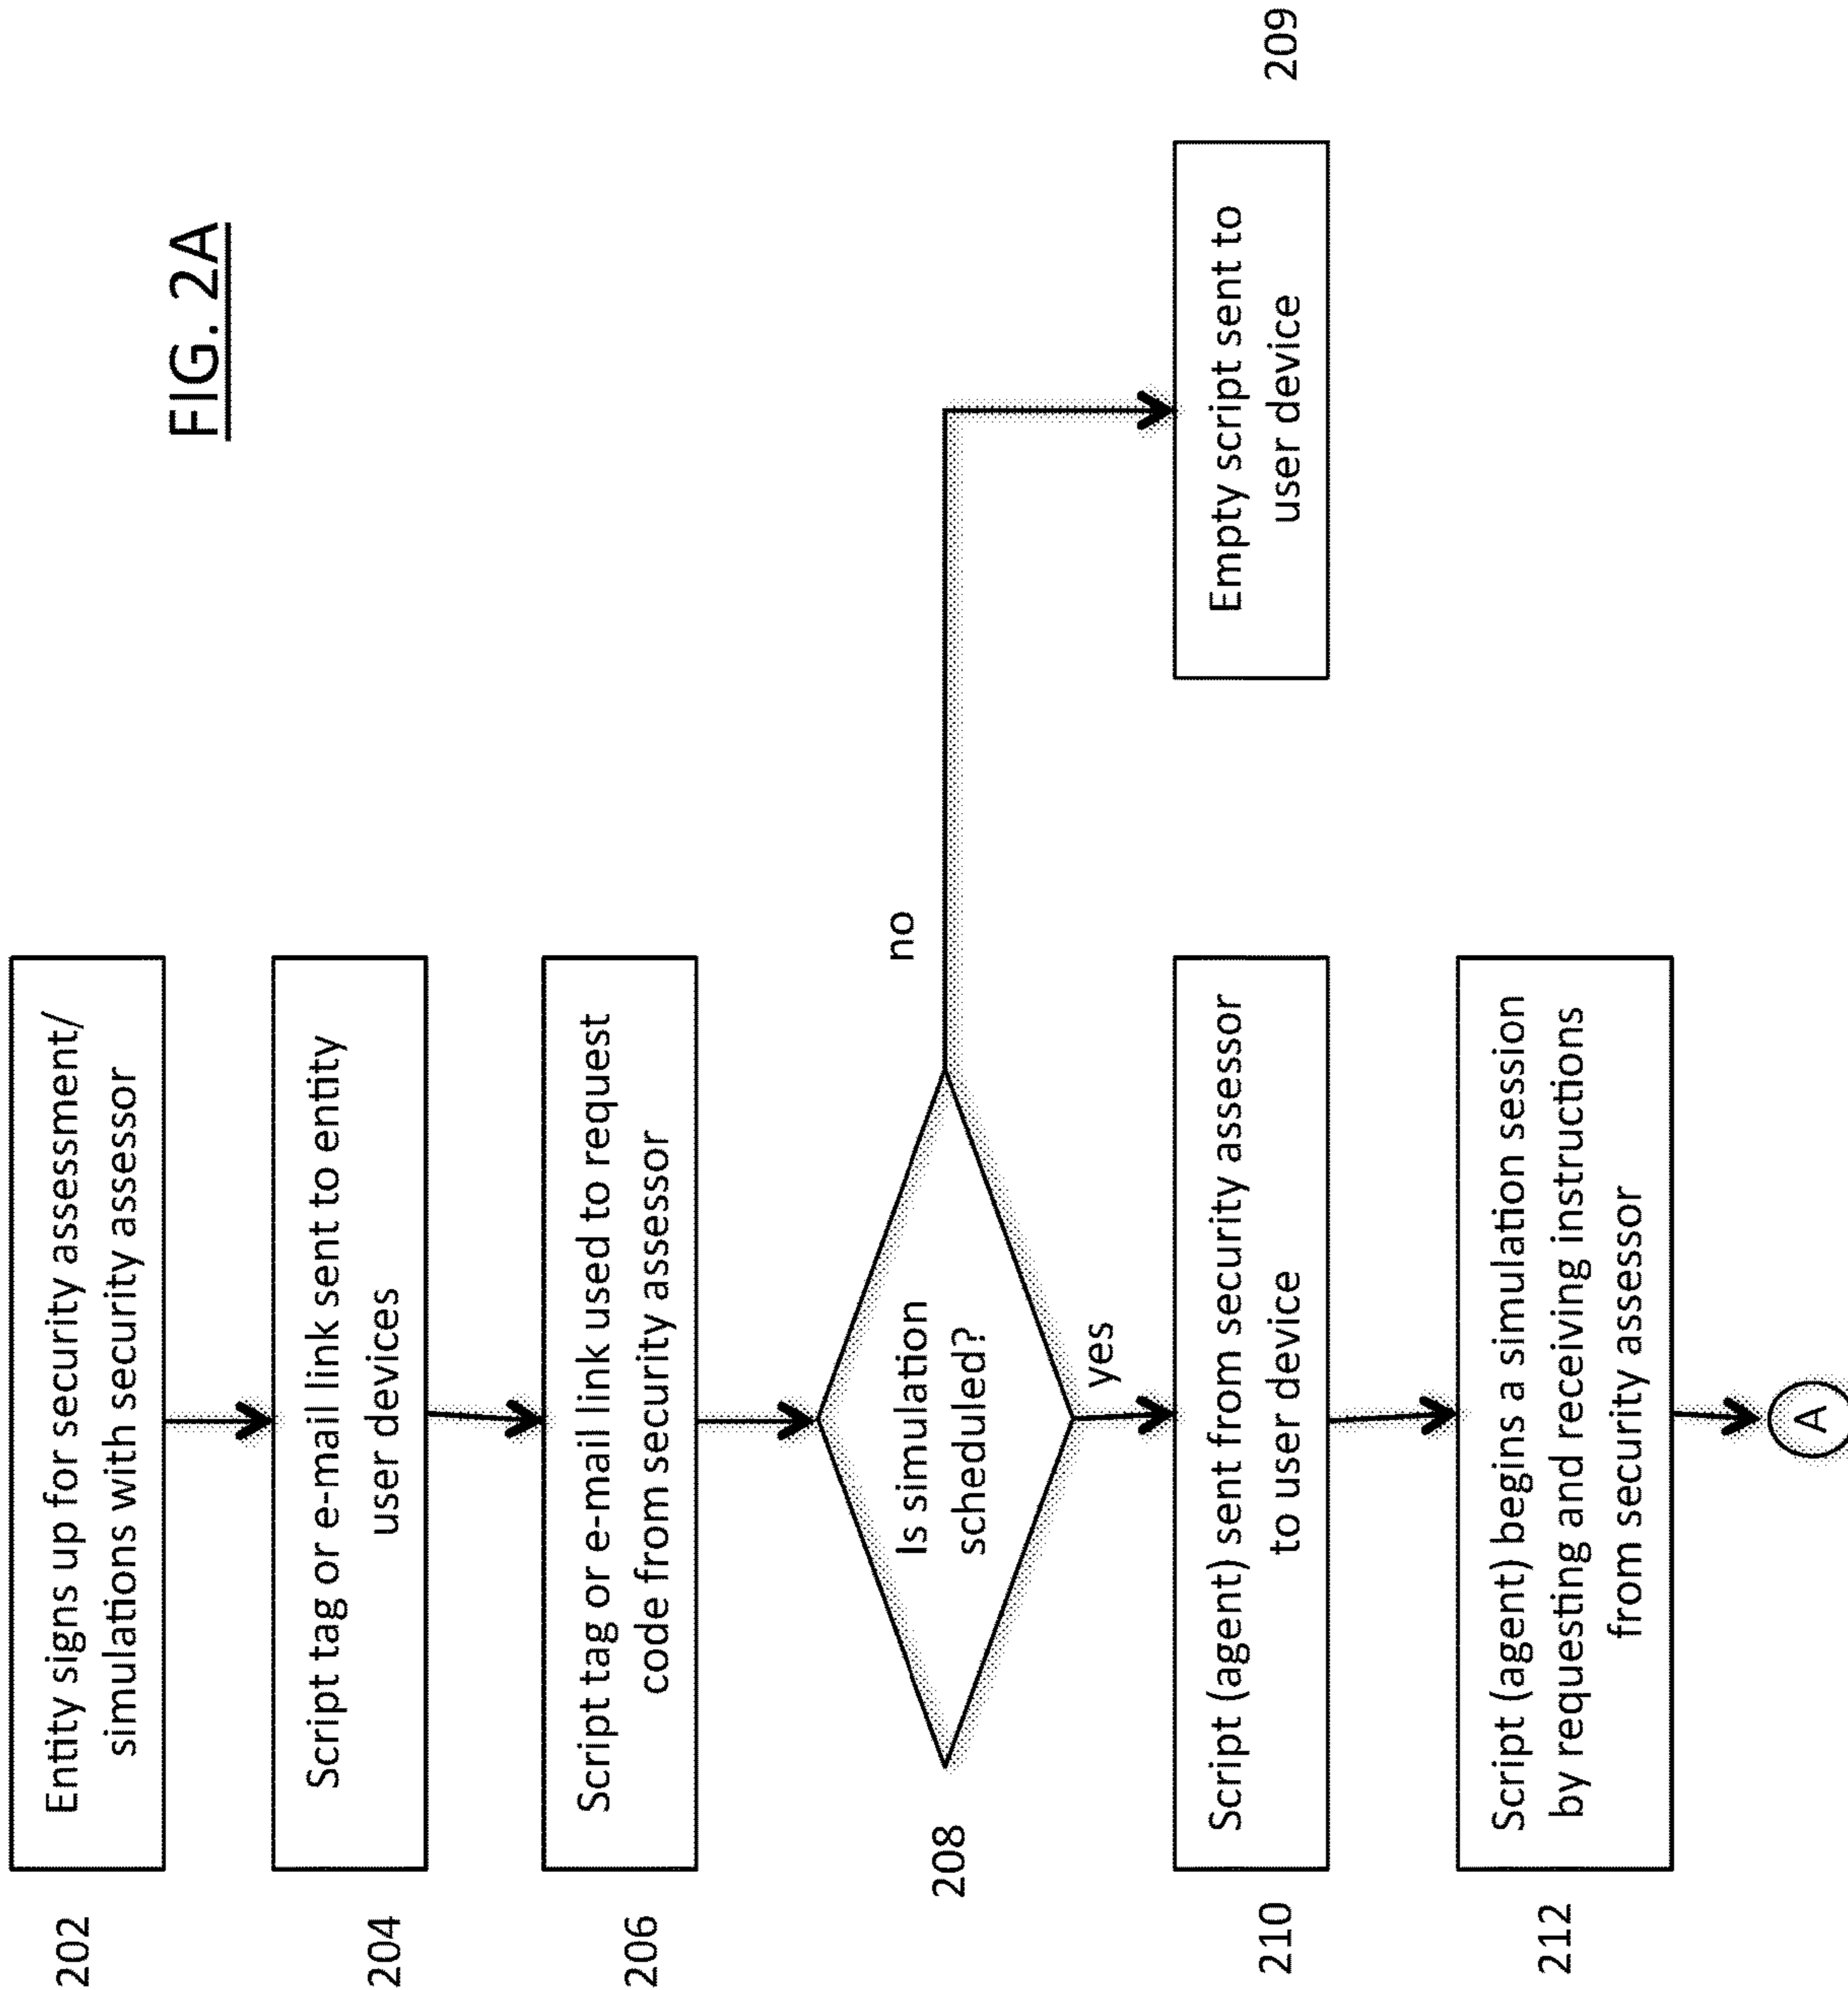 FIG. 2A
202
Entity signs up for security assessment/
simulations with security assessor
204
Script tag or e-mail link sent to entity
user devices
206
Script tag or e-mail link used to request
code from security assessor
208
Is simulation
scheduled?
no
yes
209
Empty script sent to
user device
210
Script (agent) sent from security assessor
to user device
212
Script (agent) begins a simulation session
by requesting and receiving instructions
from security assessor
A